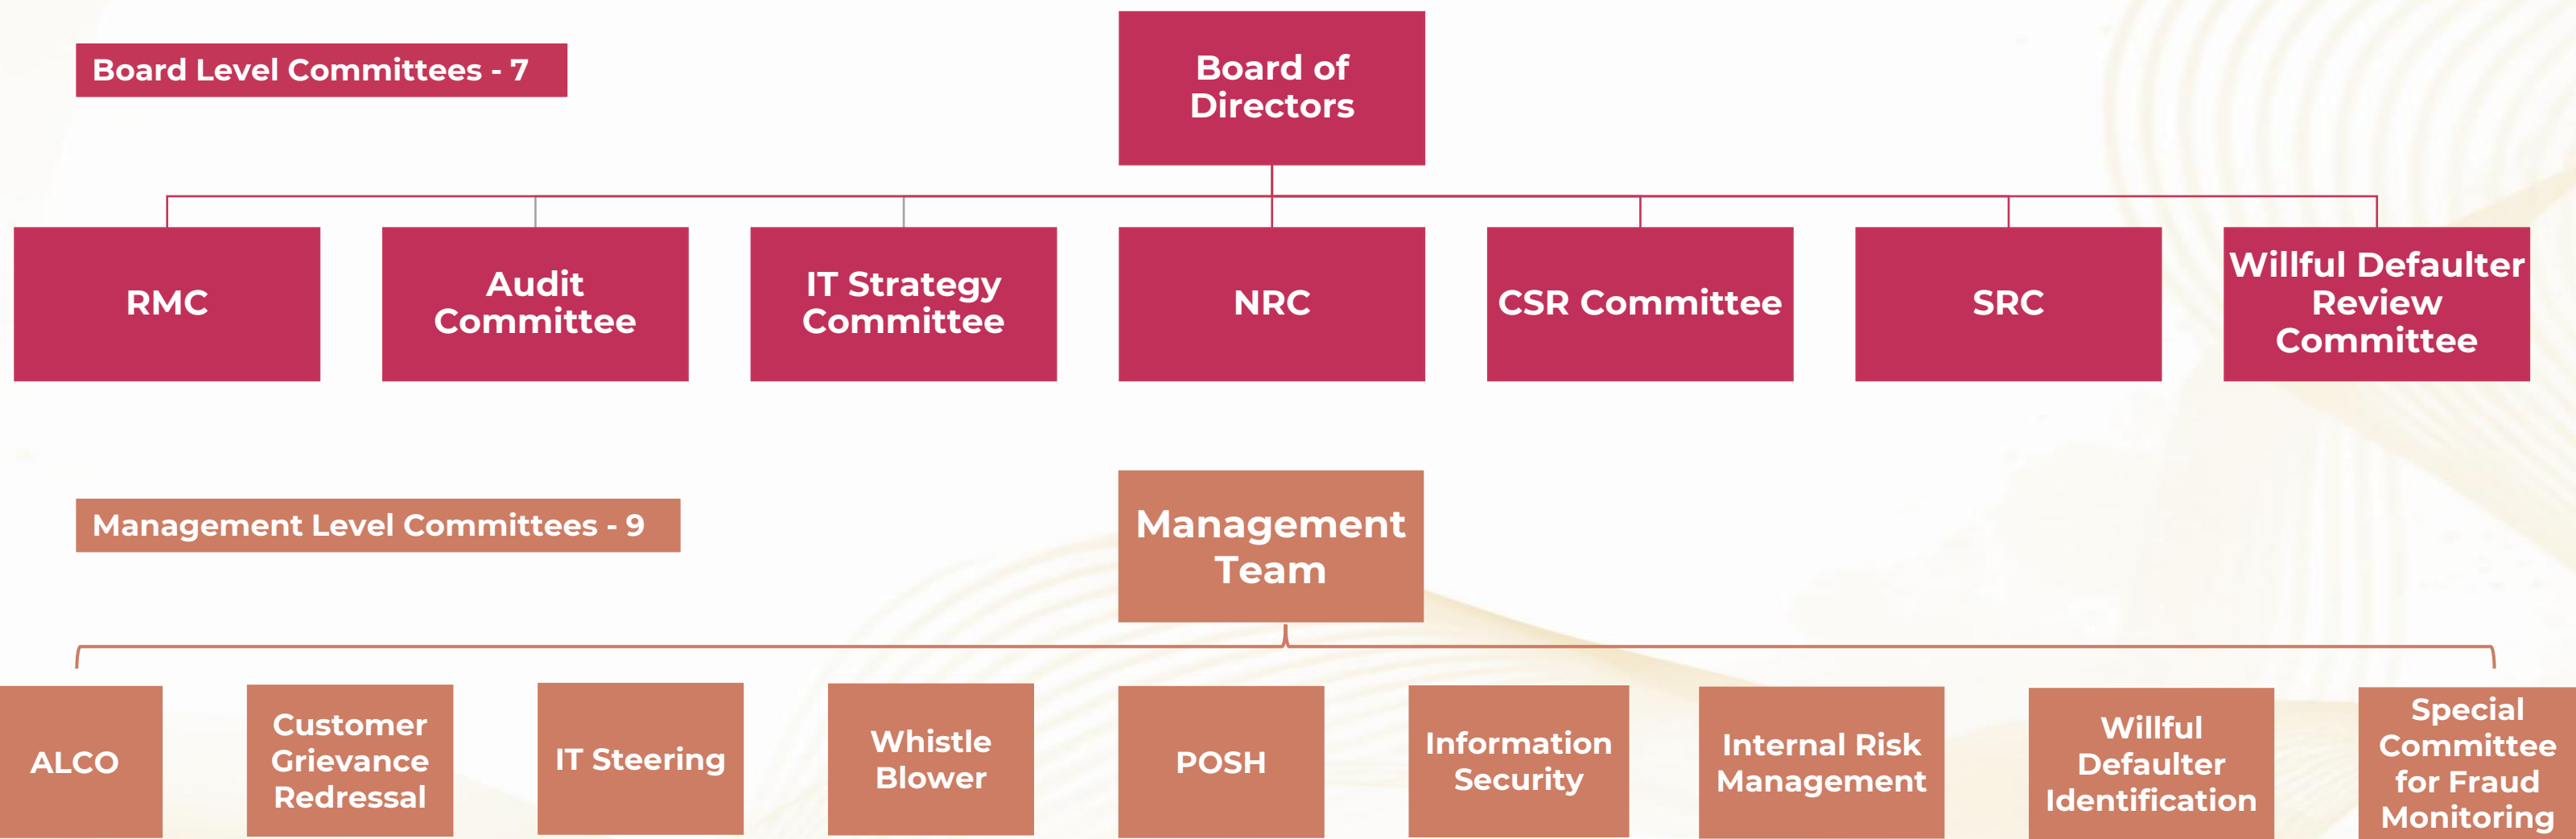 Board Level Committees - 7
Board of
Directors
RMC
Audit
Committee
IT Strategy
Committee
NRC
CSR Committee
SRC
Willful Defaulter
Review
Committee
Management Level Committees - 9
Management
Team
ALCO
Customer
Grievance
Redressal
IT Steering
Whistle
Blower
POSH
Information
Security
Internal Risk
Management
Willful
Defaulter
Identification
Special
Committee
for Fraud
Monitoring